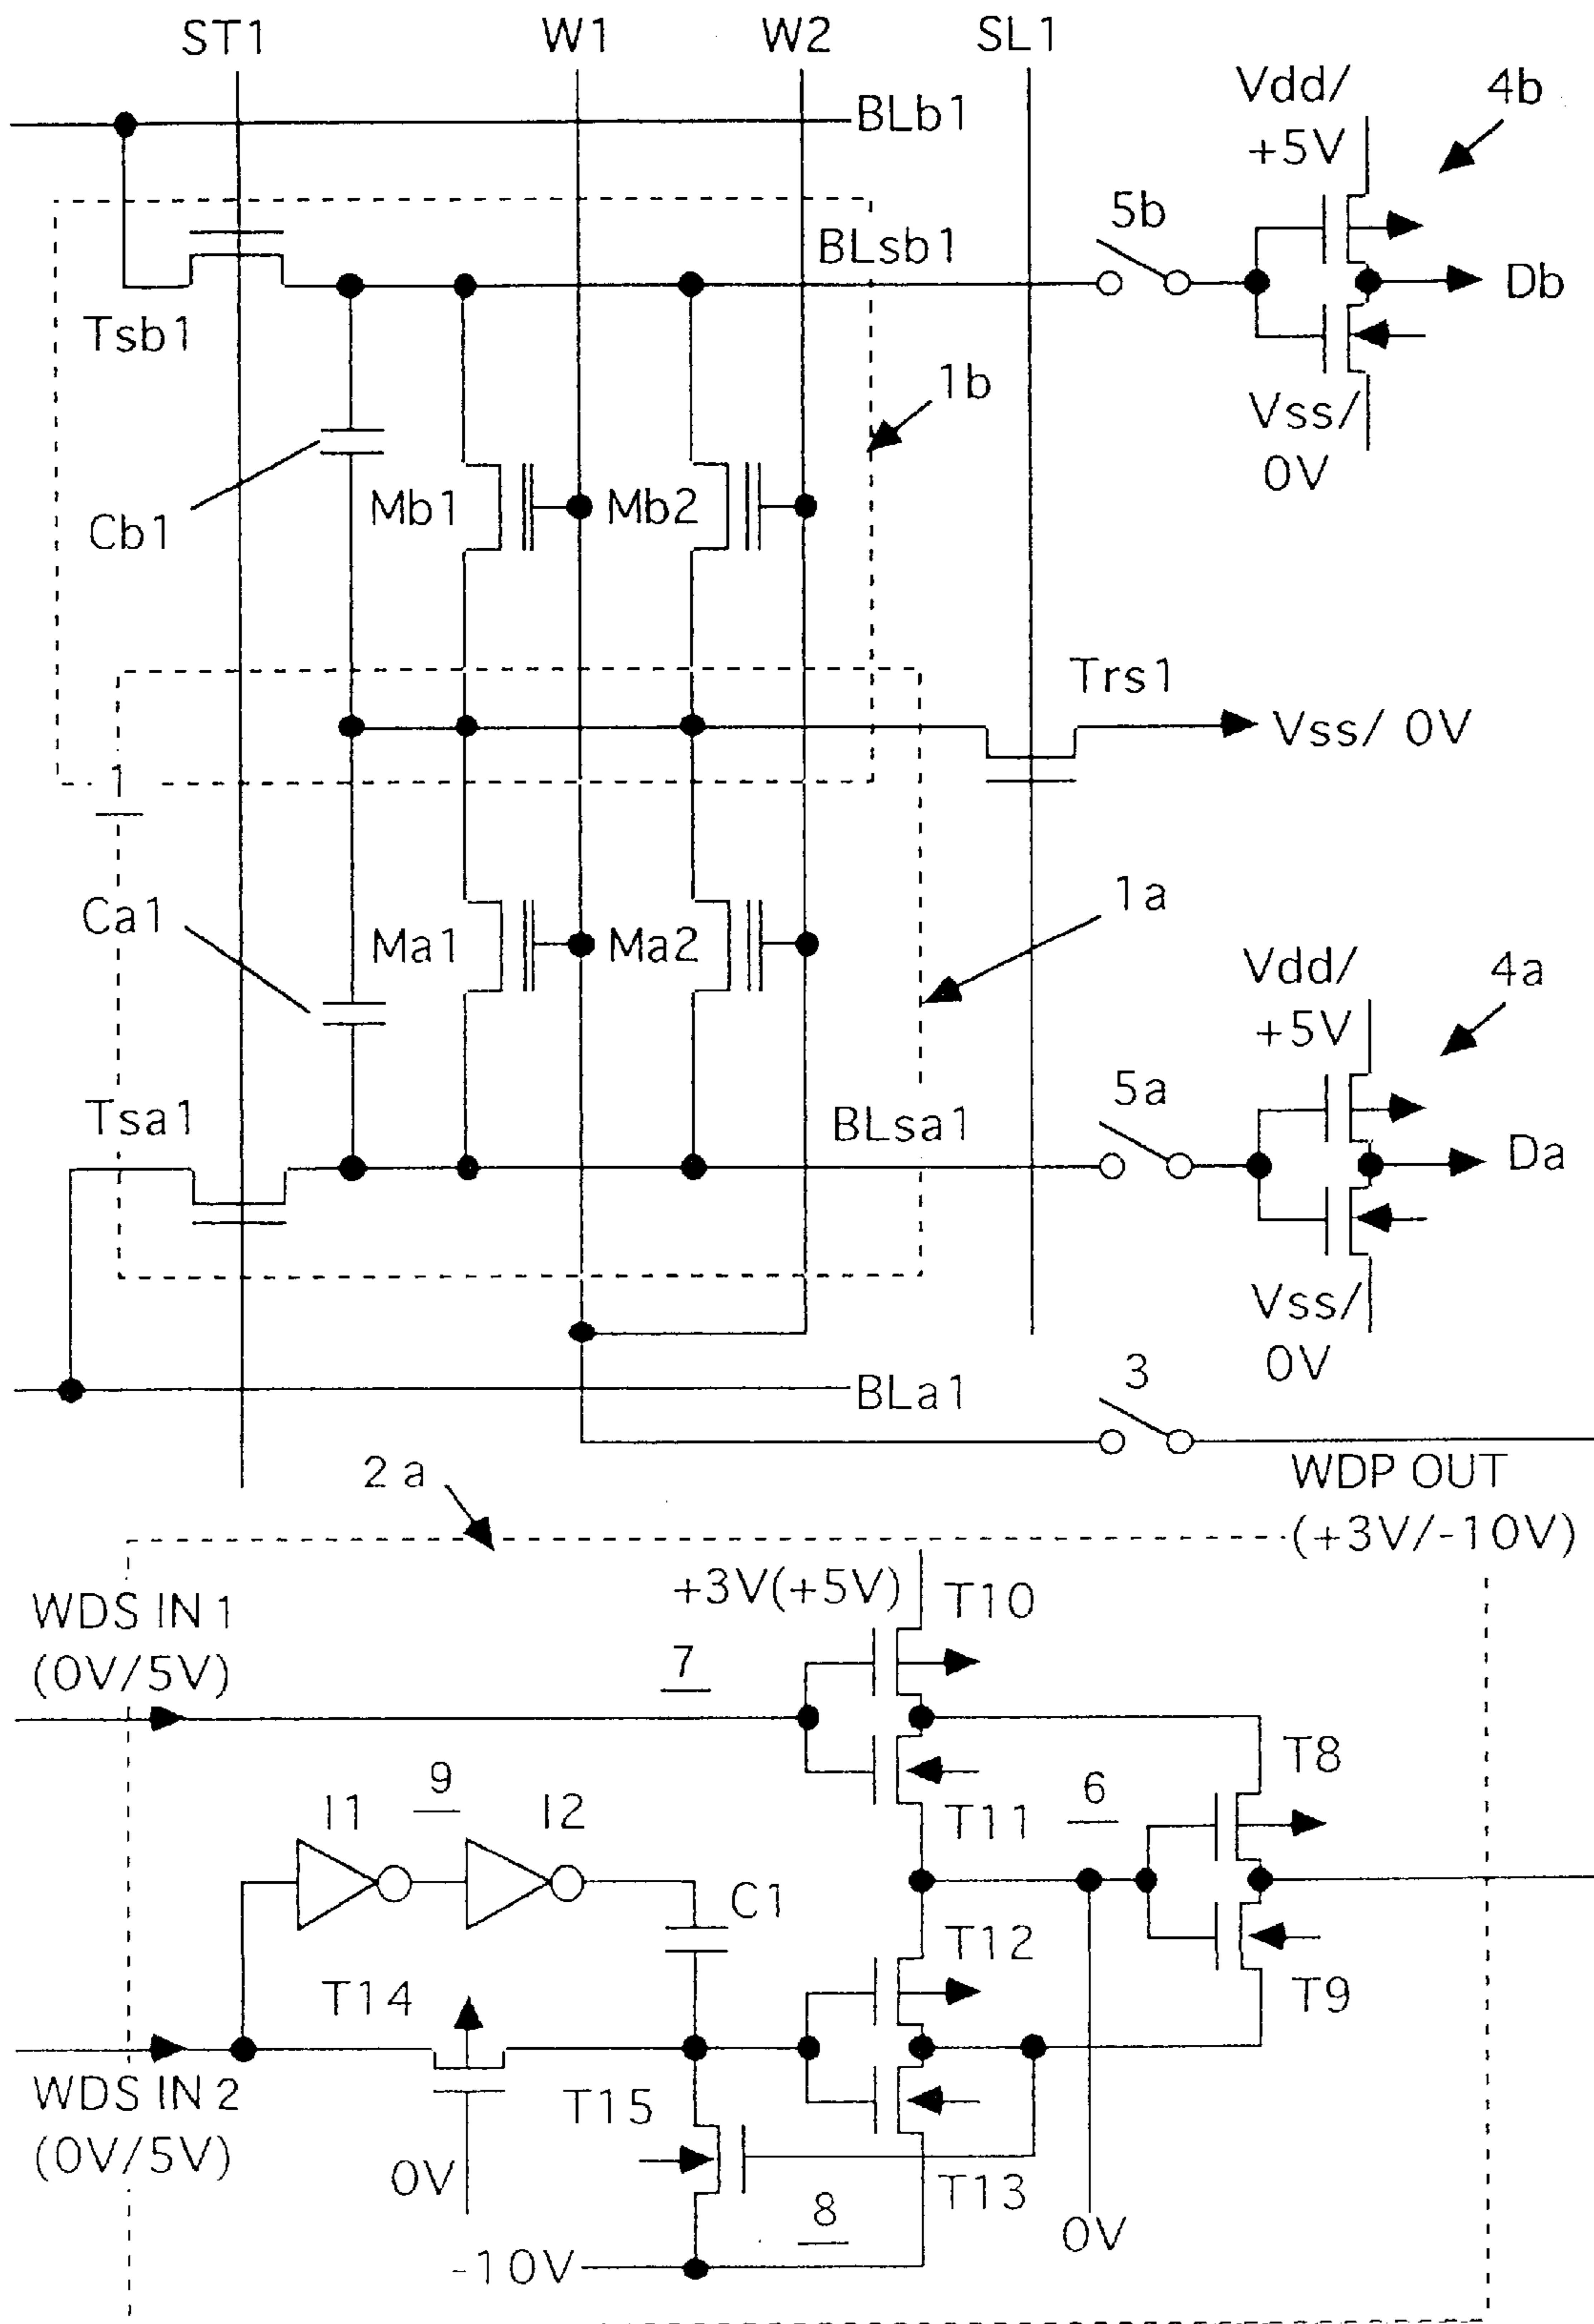 ST1 W1 W2 SL1
Vdd/
+5V
4b
BLb1
5b
BLsb1
Db
Tsb1
Vss/
0V
1b
Cb1
Mb1
Mb2
Trs1
Vss/ 0V
1
Ca1
Ma1
Ma2
1a
Vdd/
+5V
4a
Tsa1
BLsa1
5a
Da
Vss/
0V
BLa1
3
2 a
WDP OUT
(+3V/-10V)
+3V(+5V)
T10
WDS IN 1
(0V/5V)
7
T8
I1
9
I2
T11
6
C1
T12
T14
T9
WDS IN 2
(0V/5V)
T15
0V
T13
8
0V
-10V